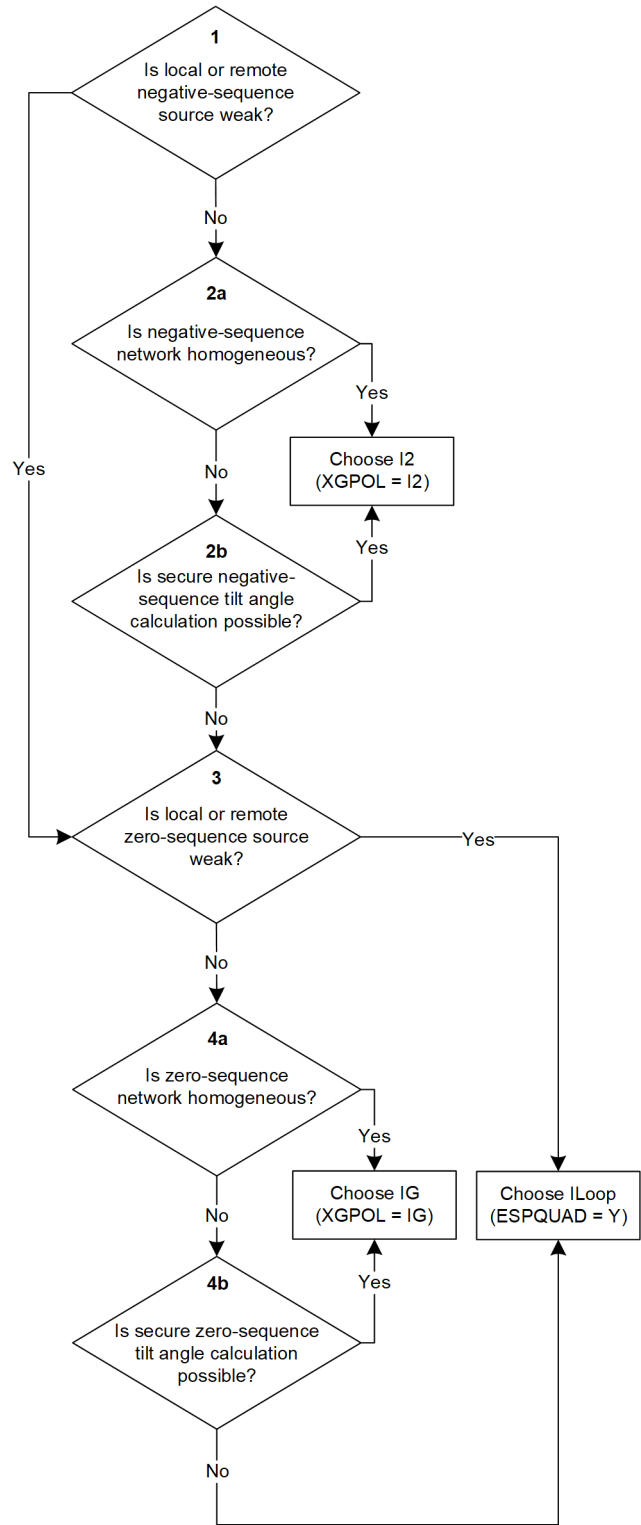 1
Is local or remote
negative-sequence
source weak?
No
2a
Is negative-sequence
network homogeneous?
Yes
Choose I2
(XGPOL = I2)
Yes
No
Yes
2b
Is secure negative-
sequence tilt angle
calculation possible?
No
3
Is local or remote
zero-sequence source
weak?
Yes
No
4a
Is zero-sequence
network homogeneous?
Yes
Choose IG
(XGPOL = IG)
Choose ILoop
(ESPQUAD = Y)
No
Yes
4b
Is secure zero-sequence
tilt angle calculation
possible?
No